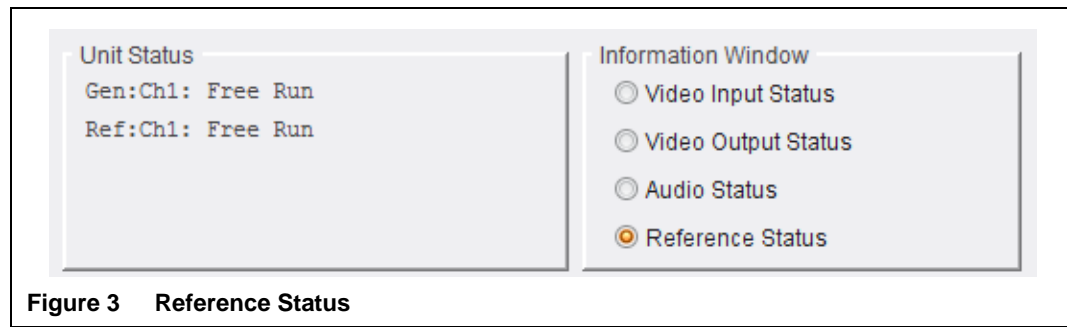 Unit Status
Gen:Ch1: Free Run
Ref:Ch1: Free Run
Information Window
Video Input Status
Video Output Status
Audio Status
Reference Status
Figure 3 Reference Status